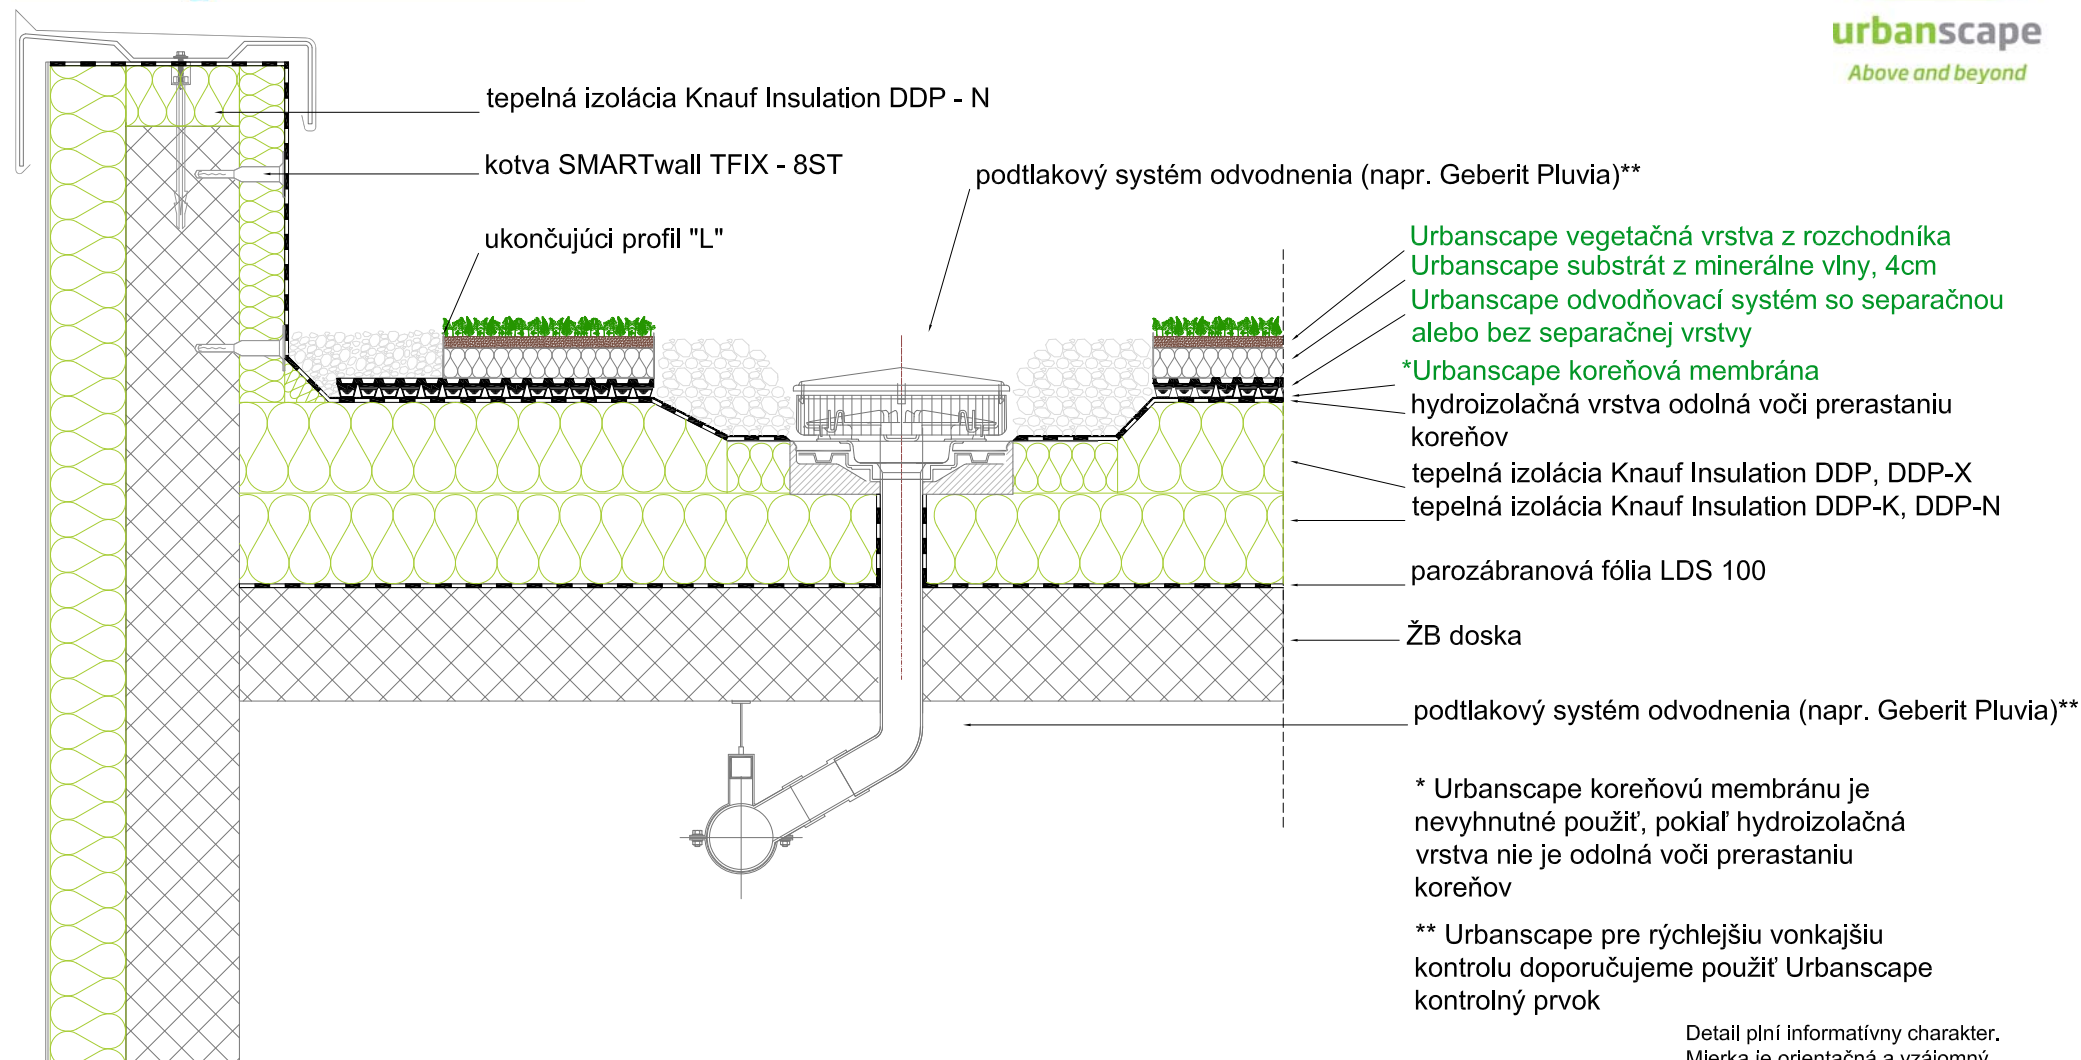 urbanscape
Above and beyond
tepelná izolácia Knauf Insulation DDP - N
kotva SMARTwall TFIX - 8ST
podtlakový systém odvodnenia (napr. Geberit Pluvia)**
ukončujúci profil "L"
Urbanscape vegetačná vrstva z rozchodníka
Urbanscape substrát z minerálne vlny, 4cm
Urbanscape odvodňovací systém so separačnou
alebo bez separačnej vrstvy
*Urbanscape koreňová membrána
hydroizolačná vrstva odolná voči prerastaniu
koreňov
tepelná izolácia Knauf Insulation DDP, DDP-X
tepelná izolácia Knauf Insulation DDP-K, DDP-N
parozábranová fólia LDS 100
ŽB doska
podtlakový systém odvodnenia (napr. Geberit Pluvia)**
* Urbanscape koreňovú membránu je
nevyhnutné použiť, pokiaľ hydroizolačná
vrstva nie je odolná voči prerastaniu
koreňov
** Urbanscape pre rýchlejšiu vonkajšiu
kontrolu doporučujeme použiť Urbanscape
kontrolný prvok
Detail plní informatívny charakter.
Mierka je orientačná a vzájomný